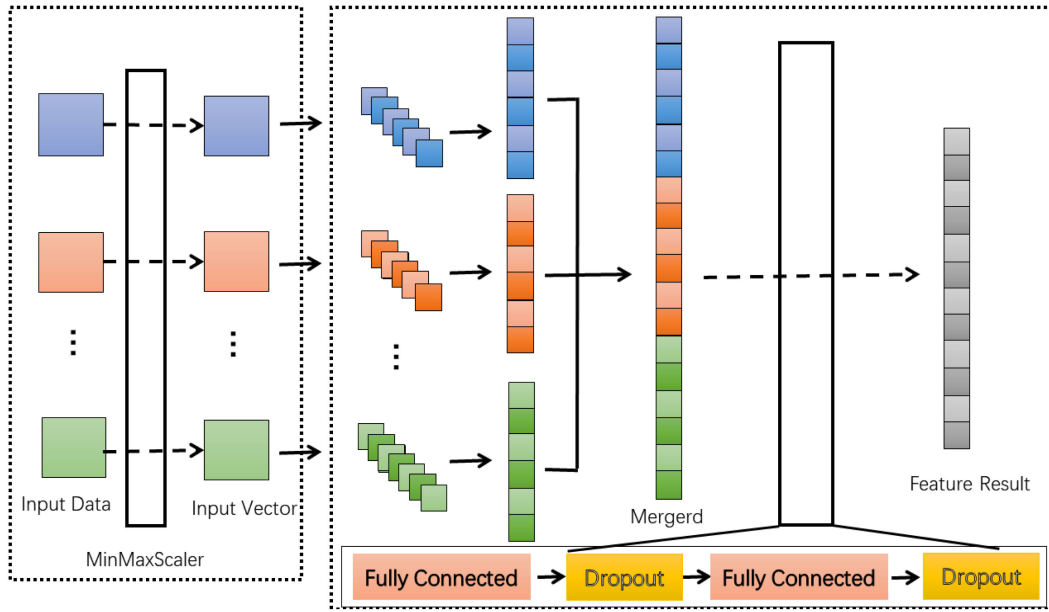 Input Data
Input Vector
MinMaxScaler
Mergerd
Feature Result
Fully Connected
Dropout
Fully Connected
Dropout